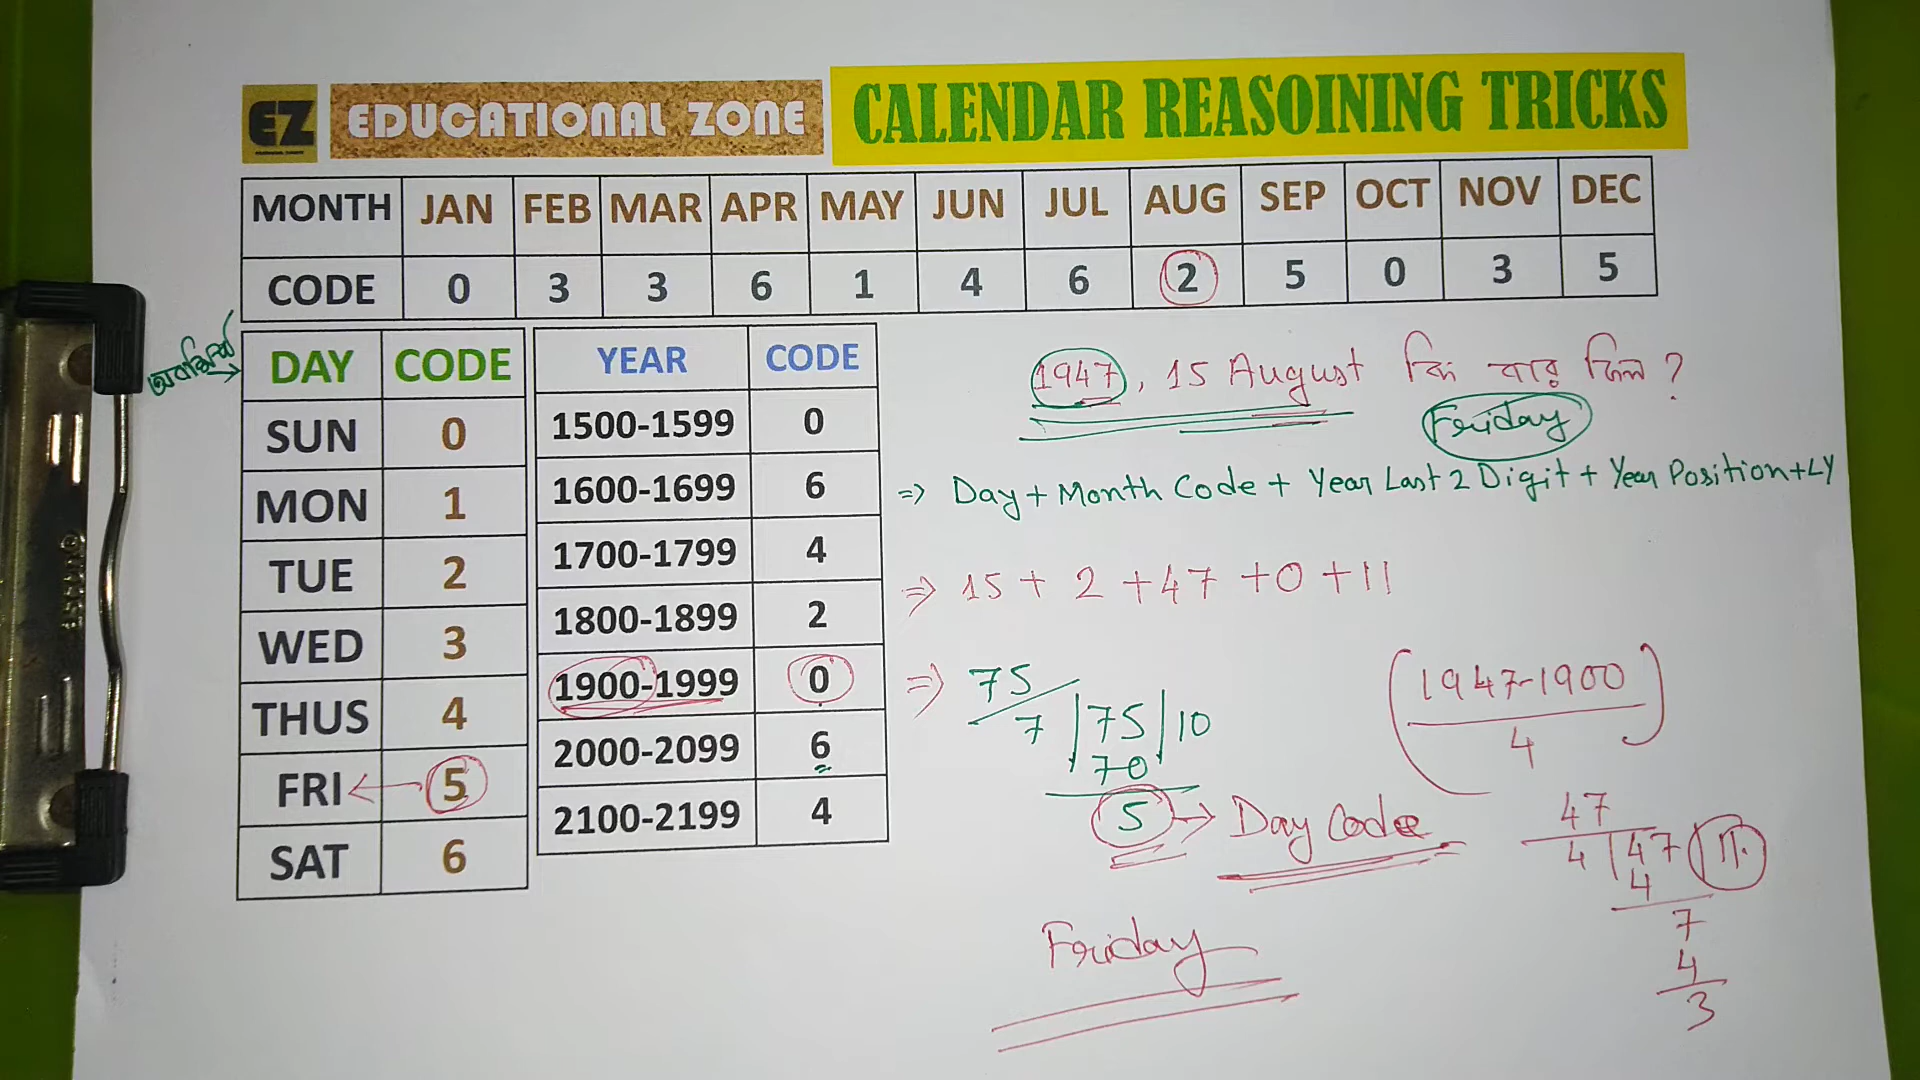 EZ EDUCATIONAL ZONE CALENDAR REASOINING TRICKS
MONTH JAN FEB MAR APR MAY JUN JUL AUG SEP OCT NOV DEC
CODE 0 3 3 6 1 4 6 2 5 0 3 5
DAY CODE
SUN 0
MON 1
TUE 2
WED 3
THUS 4
FRI 5
SAT 6
YEAR CODE
1500-1599 0
1600-1699 6
1700-1799 4
1800-1899 2
1900-1999 0
2000-2099 6
2100-2199 4
1947, 15 August কি বার ছিল ?
Friday
=> Day + Month Code + Year Last 2 Digit + Year Position + LY
=> 15 + 2 + 47 + 0 + 11
=> 75
7 | 75 | 10
70
5 → Day Code
Friday
(1947-1900
4)
47
4 | 47 11
4
7
4
3